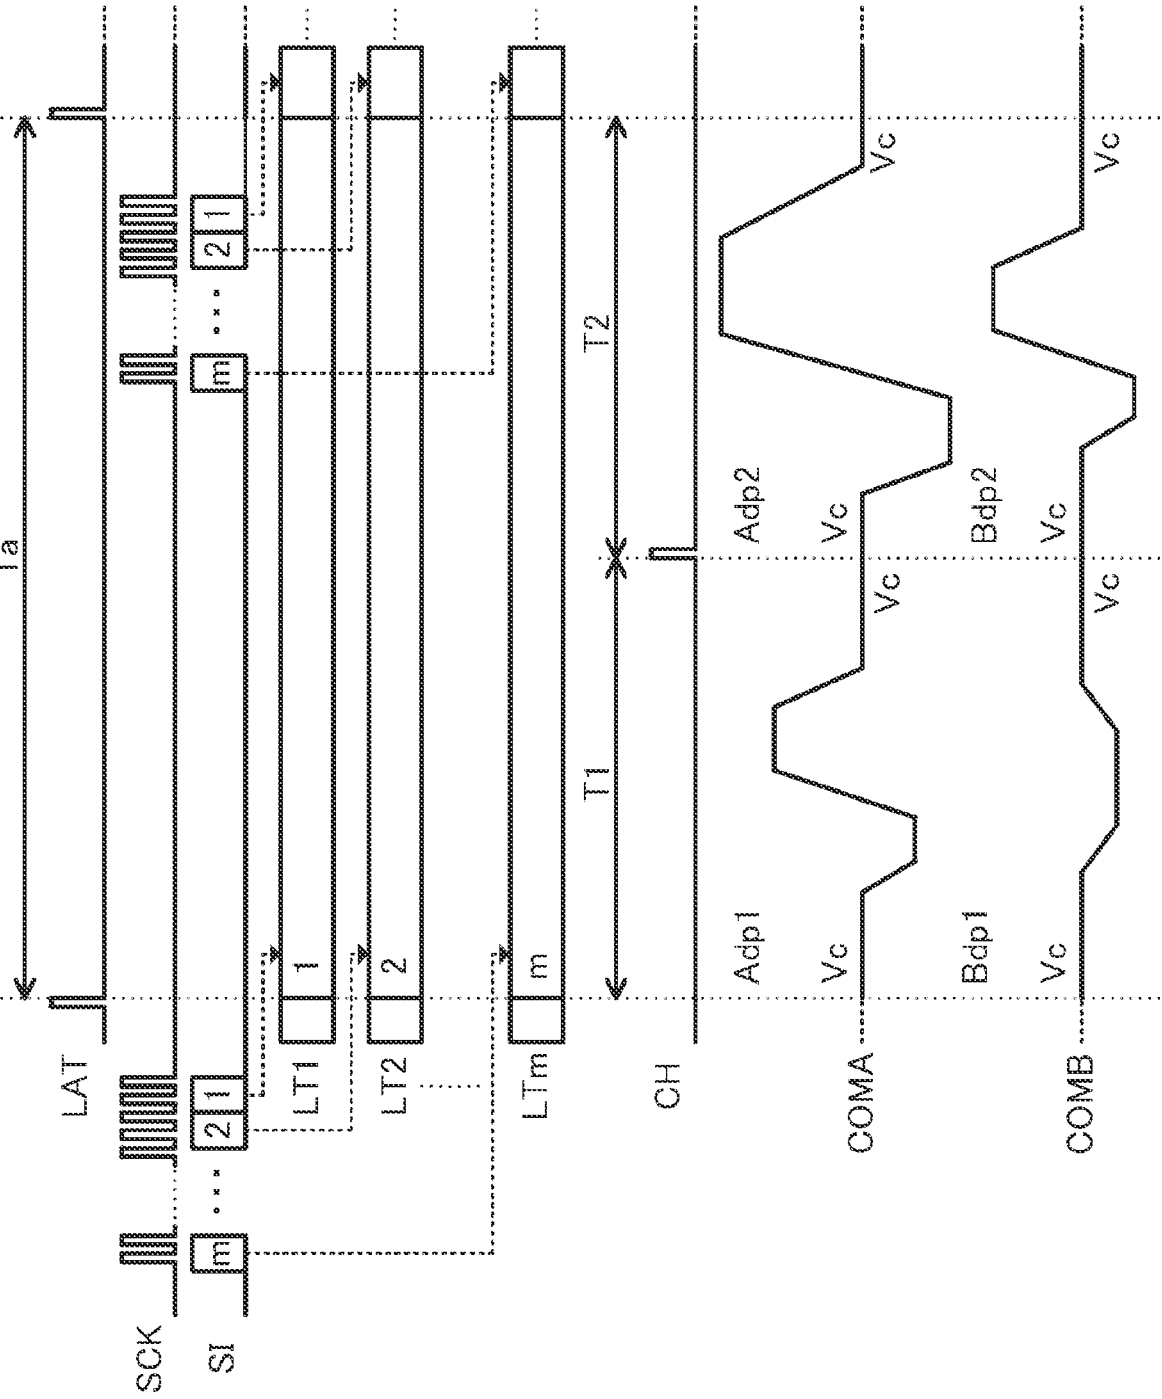 Ta
LAT
SCK
SI
m ••• 2 1
m ••• 2 1
LT1
1
LT2
2
LTm
m
T1
T2
CH
Adp1
Adp2
COMA
Vc
Vc
Vc
Vc
Bdp1
Bdp2
COMB
Vc
Vc
Vc
Vc